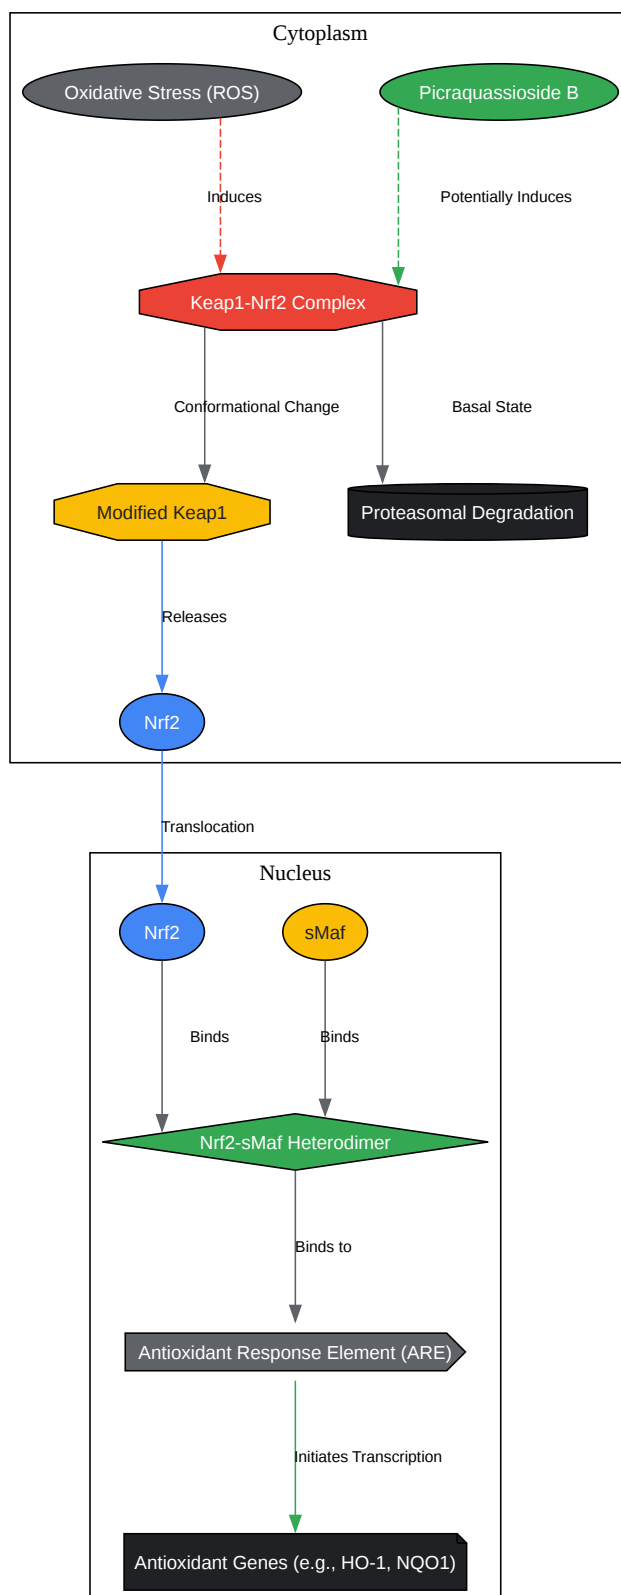 Cytoplasm
Oxidative Stress (ROS)
Picraquassioside B
Induces
Potentially Induces
Keap1-Nrf2 Complex
Conformational Change
Basal State
Modified Keap1
Proteasomal Degradation
Releases
Nrf2
Translocation
Nucleus
Nrf2
sMaf
Binds
Binds
Nrf2-sMaf Heterodimer
Binds to
Antioxidant Response Element (ARE)
Initiates Transcription
Antioxidant Genes (e.g., HO-1, NQO1)